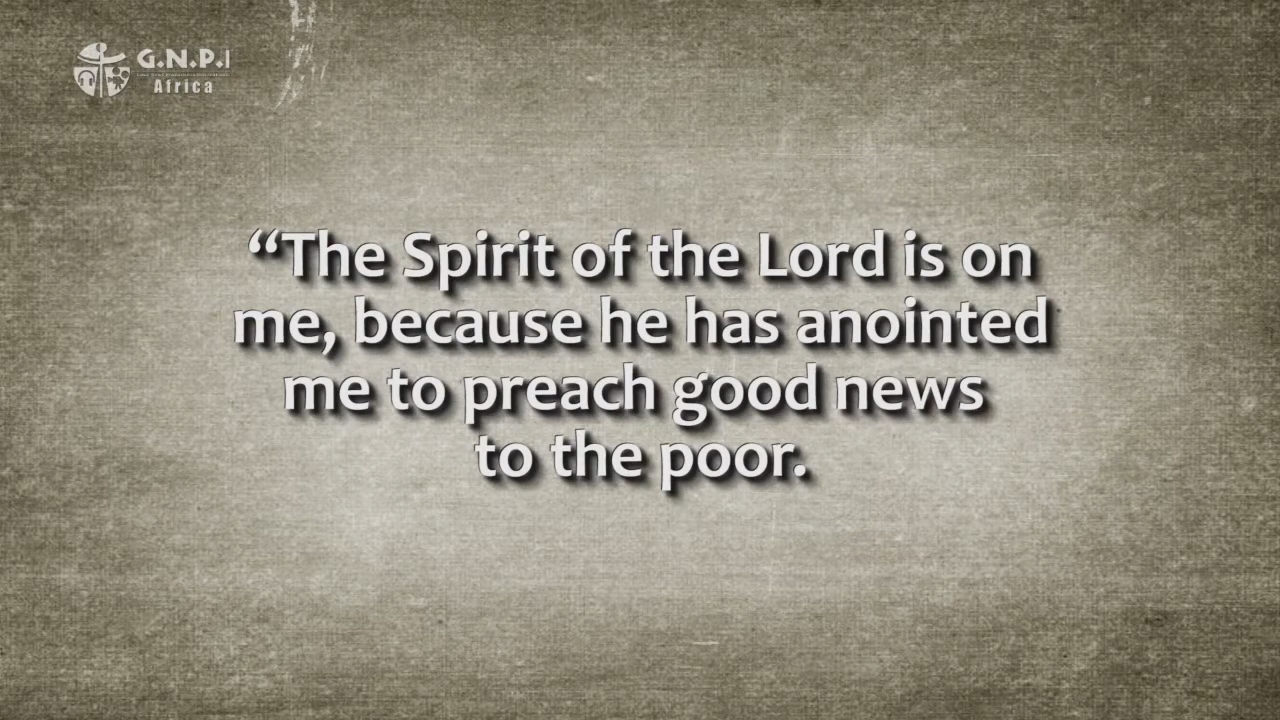 G.N.P.I
Africa
“The Spirit of the Lord is on
me, because he has anointed
me to preach good news
to the poor.